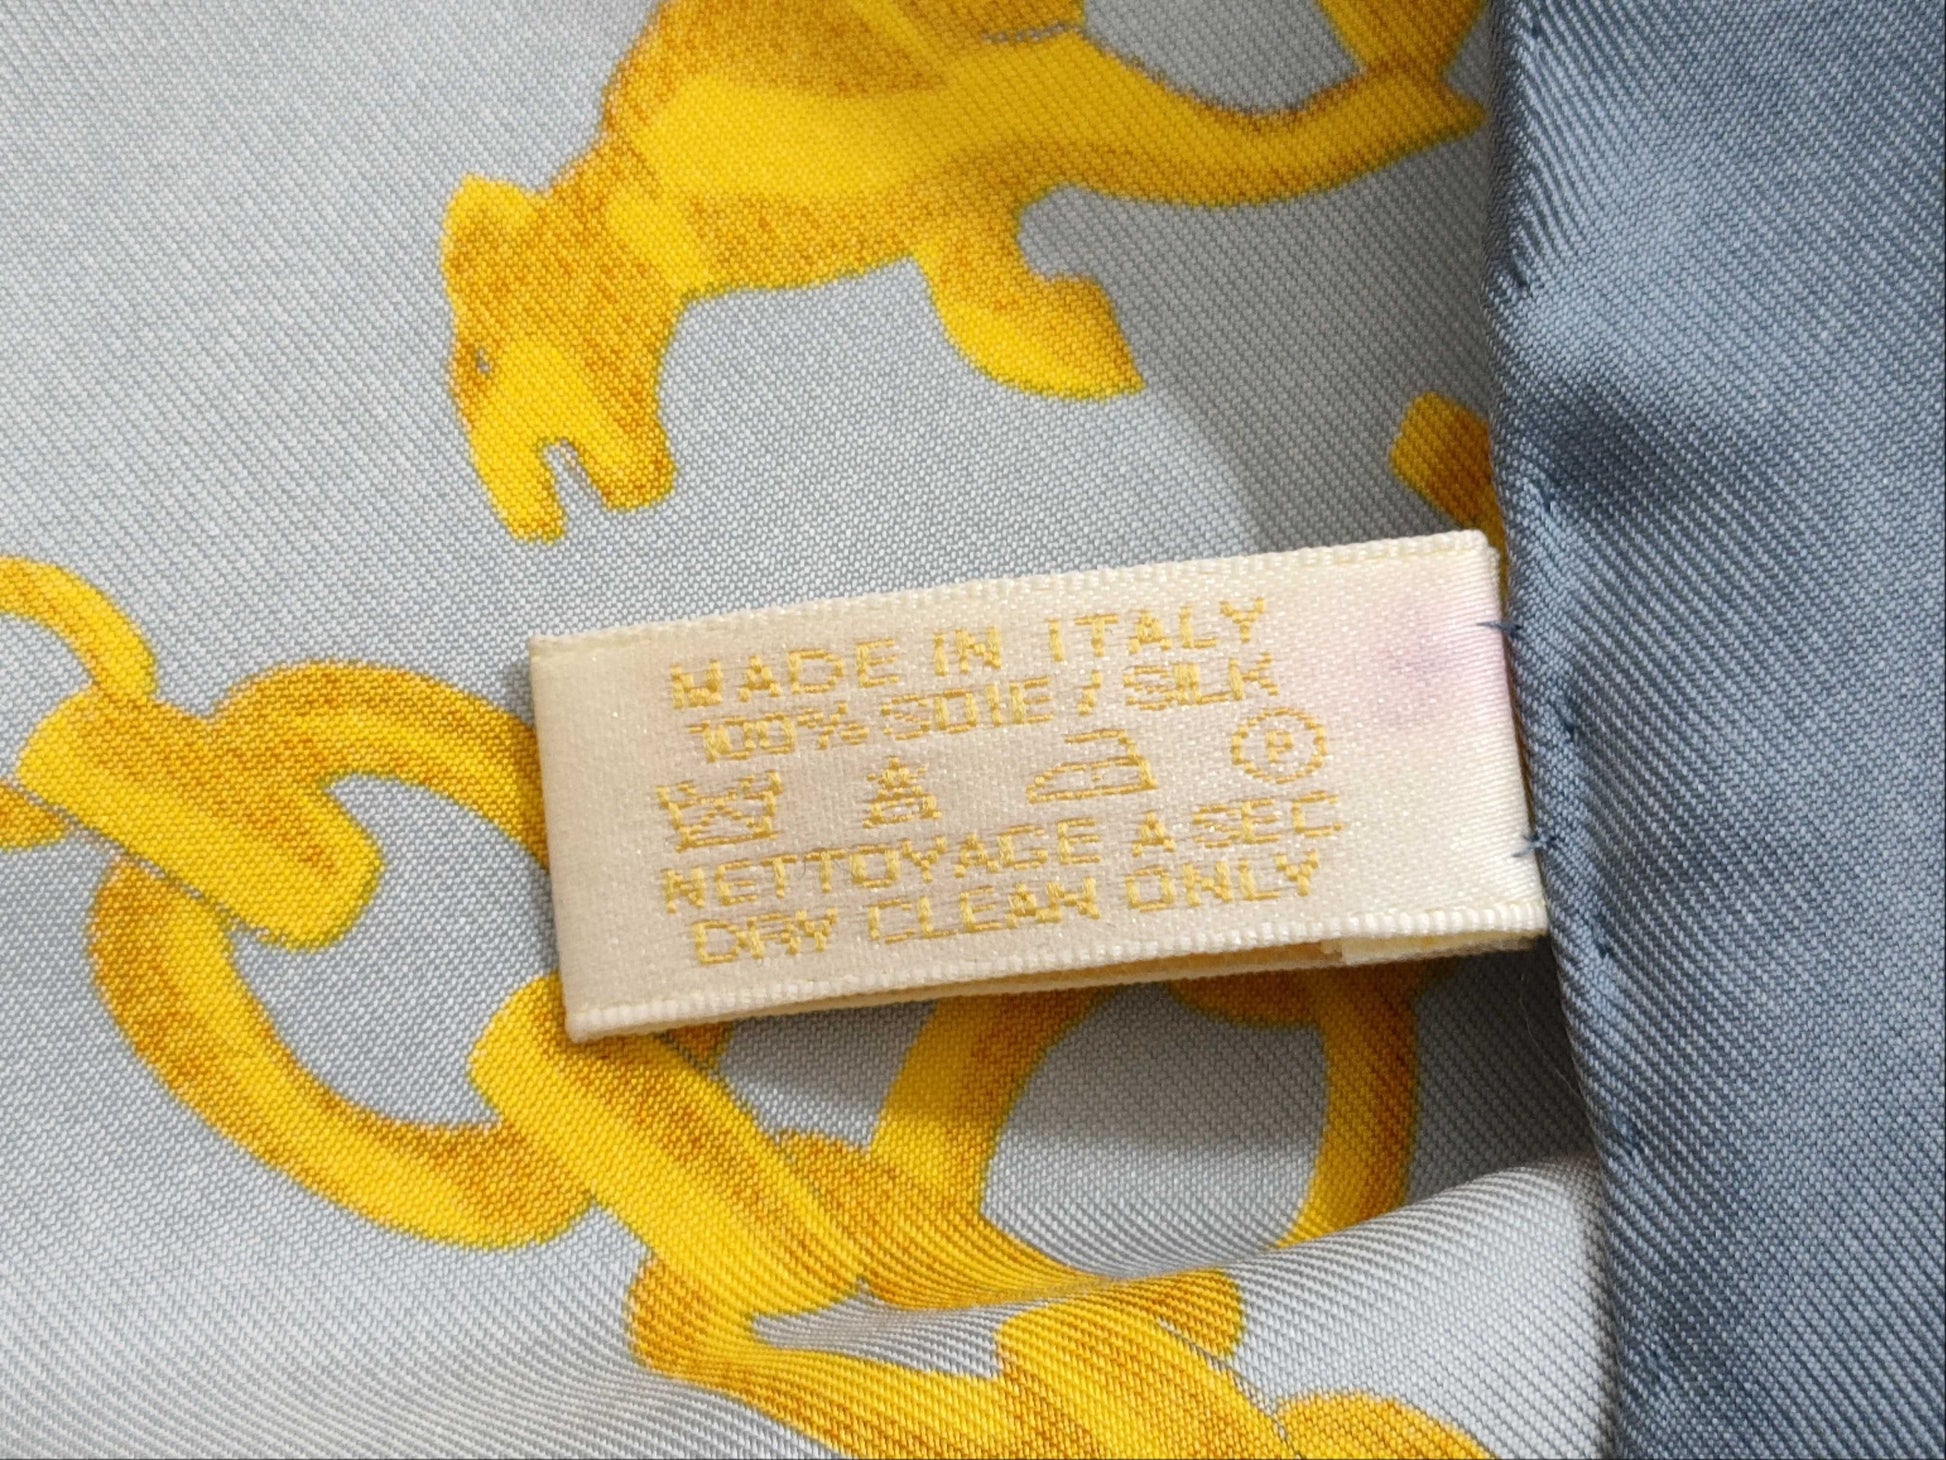 MADE IN ITALY
100% SOIE / SILK
P
NETTOYAGE A SEC
DRY CLEAN ONLY